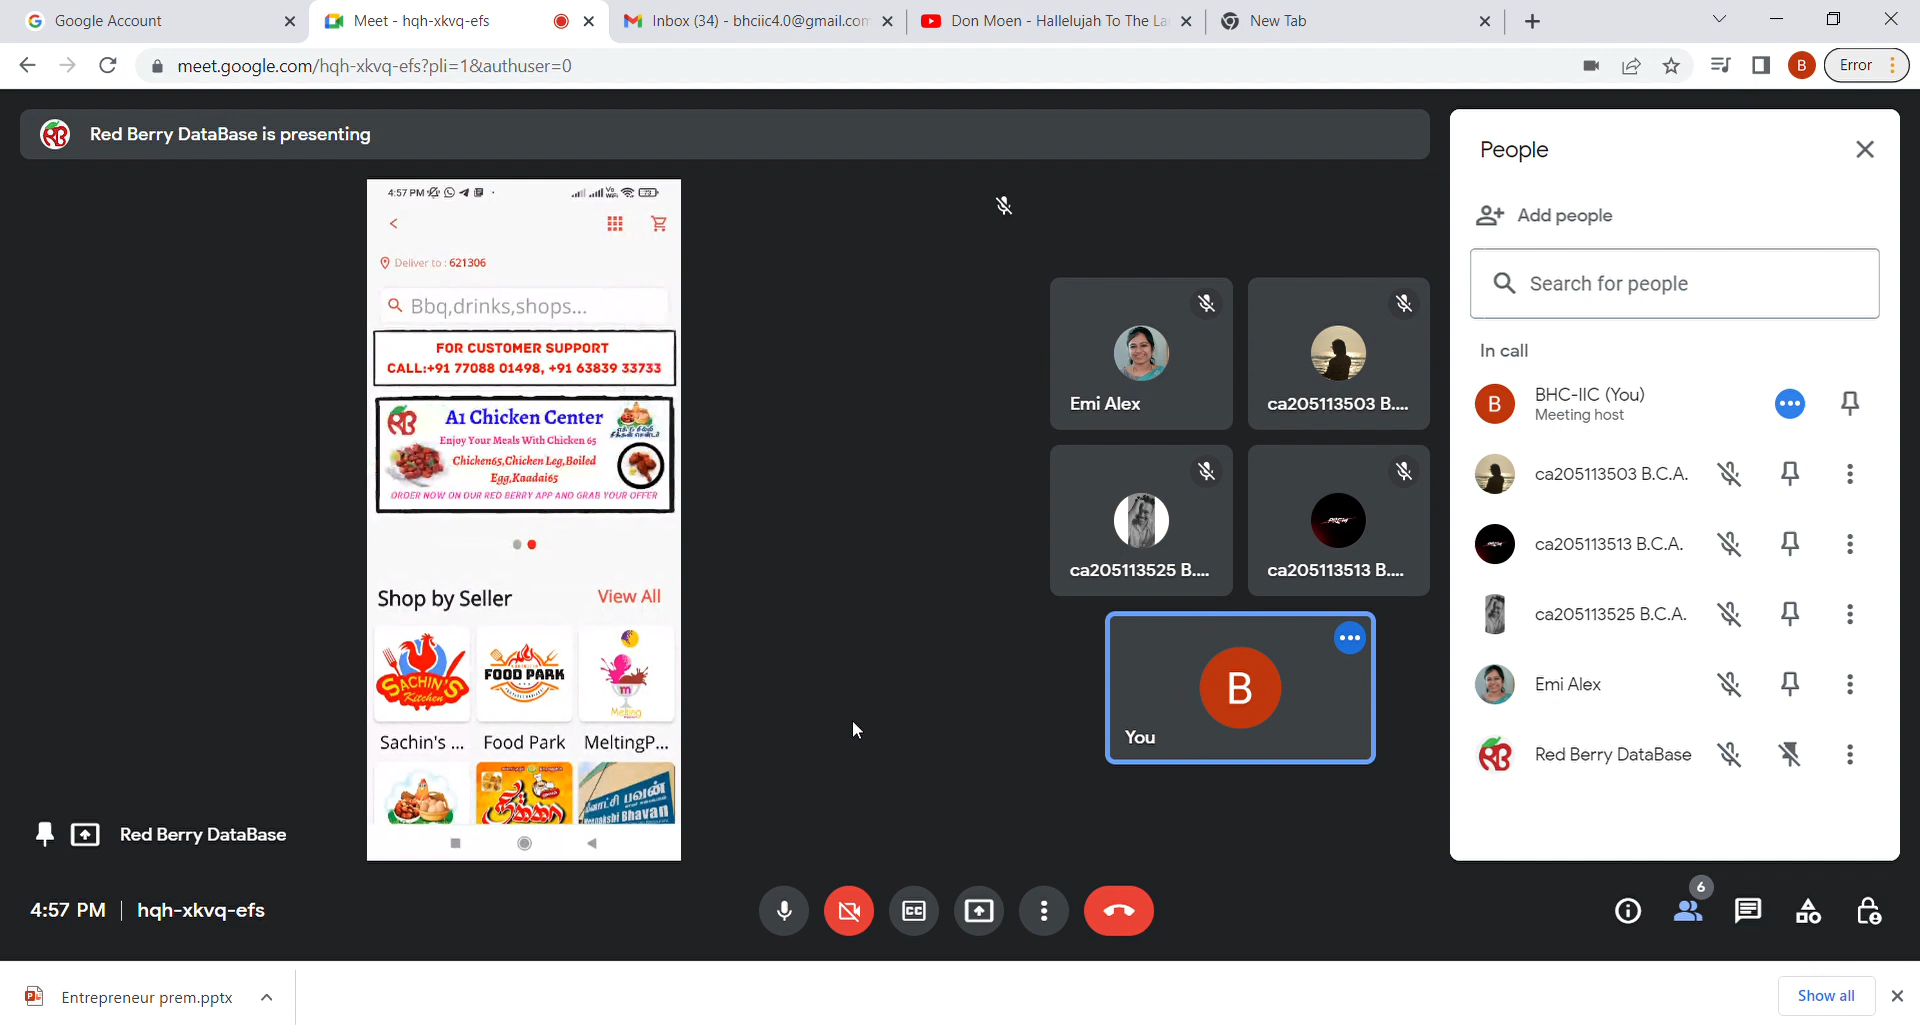 Google Account
Meet - hqh-xkvq-efs
Inbox (34) - bhciic4.0@gmail.com
Don Moen - Hallelujah To The La
New Tab
meet.google.com/hqh-xkvq-efs?pli=1&authuser=0
B
Error
Red Berry DataBase is presenting
4:57 PM
Deliver to : 621306
Bbq,drinks,shops...
FOR CUSTOMER SUPPORT
CALL:+91 77088 01498, +91 63839 33733
A1 Chicken Center
Enjoy Your Meals With Chicken 65
Chicken65,Chicken Leg,Boiled
Egg,Kaadai65
ORDER NOW ON OUR RED BERRY APP AND GRAB YOUR OFFER
Shop by Seller
View All
SACHIN'S
Kitchen
FOOD PARK
m
Melting
Sachin's ...
Food Park
MeltingP...
மீனாட்சி பவன்
Meenakshi Bhavan
Emi Alex
ca205113503 B....
ca205113525 B....
ca205113513 B....
B
You
People
Add people
Search for people
In call
B
BHC-IIC (You)
Meeting host
ca205113503 B.C.A.
ca205113513 B.C.A.
ca205113525 B.C.A.
Emi Alex
Red Berry DataBase
Red Berry DataBase
4:57 PM | hqh-xkvq-efs
CC
6
Entrepreneur prem.pptx
Show all